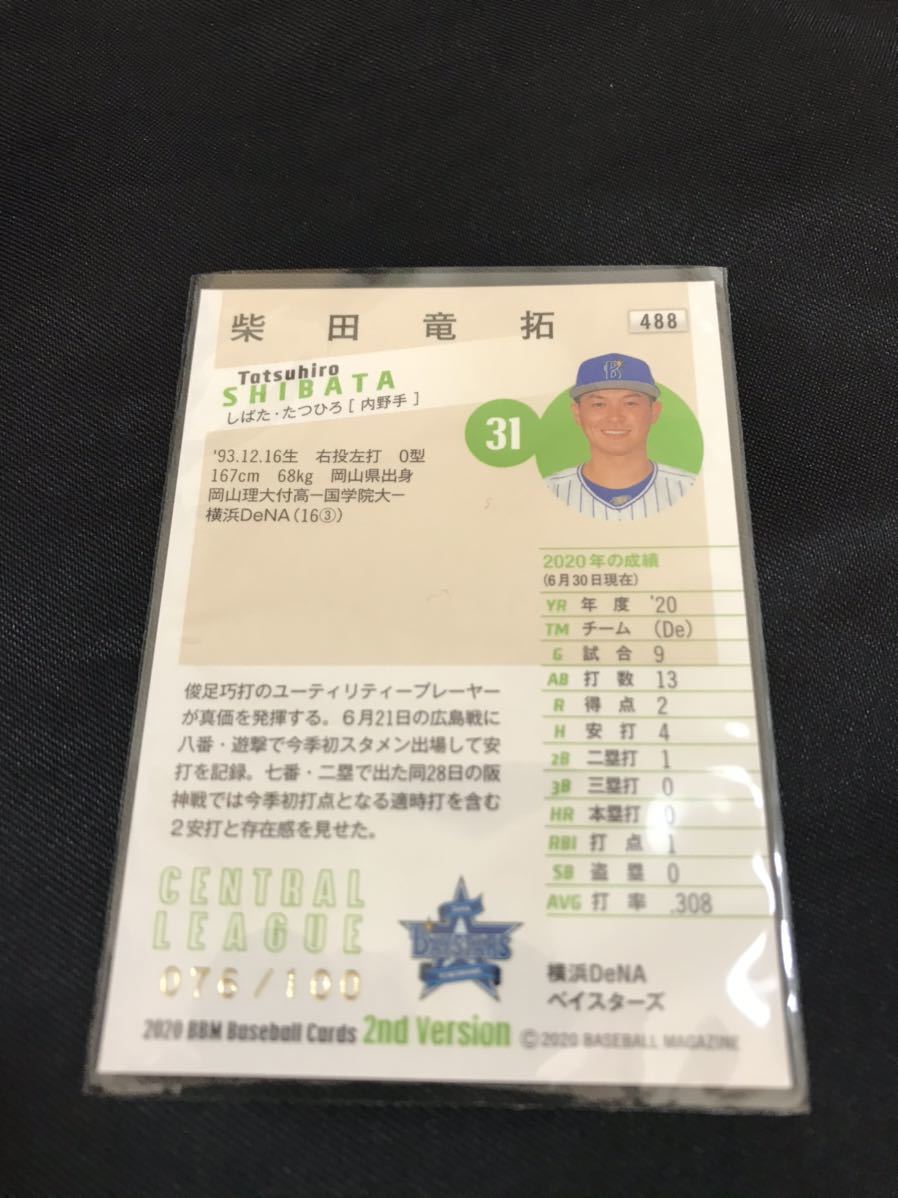 柴田竜拓
488
Tatsuhiro
SHIBATA
しばた・たつひろ [ 内野手 ]
31
'93.12.16生 右投左打 O型
167cm 68kg 岡山県出身
岡山理大付高ー国学院大ー
横浜DeNA(16③)
2020年の成績
(6月30日現在)
YR 年度 '20
TM チーム (De)
G 試合 9
AB 打数 13
R 得点 2
H 安打 4
2B 二塁打 1
3B 三塁打 0
HR 本塁打 0
RBI 打点 1
SB 盗塁 0
AVG 打率 .308
俊足巧打のユーティリティープレーヤー
が真価を発揮する。6月21日の広島戦に
八番・遊撃で今季初スタメン出場して安
打を記録。七番・二塁で出た同28日の阪
神戦では今季初打点となる適時打を含む
2安打と存在感を見せた。
CENTRAL
LEAGUE
076/100
BAYSTARS
横浜DeNA
ベイスターズ
2020 BBM Baseball Cards 2nd Version ©2020 BASEBALL MAGAZINE